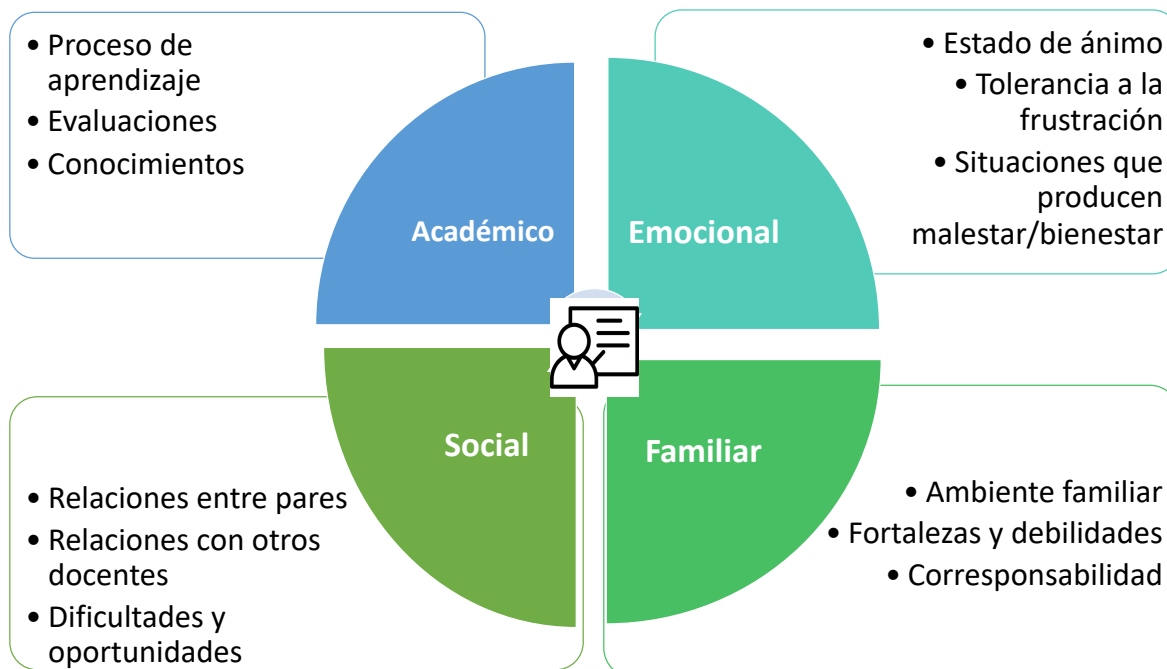 • Proceso de
aprendizaje
• Evaluaciones
• Conocimientos
• Estado de ánimo
• Tolerancia a la
frustración
• Situaciones que
producen
malestar/bienestar
Académico
Emocional
Social
Familiar
• Relaciones entre pares
• Relaciones con otros
docentes
• Dificultades y
oportunidades
• Ambiente familiar
• Fortalezas y debilidades
• Corresponsabilidad